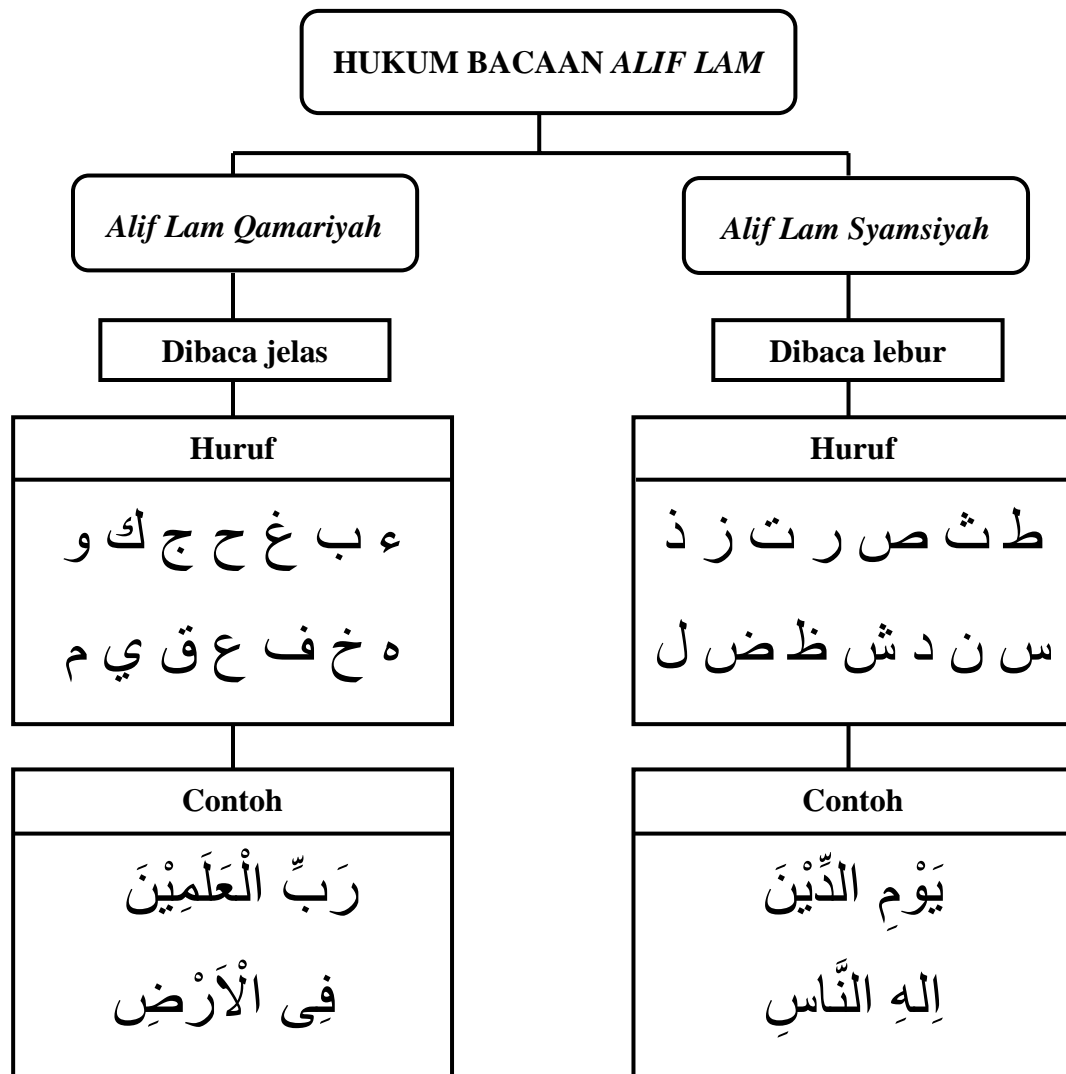 HUKUM BACAAN ALIF LAM
Alif Lam Qamariyah
Dibaca jelas
Huruf
ء ب غ ح ج ك و
ه خ ف ع ق ي م
Contoh
رَبِّ الْعَلَمِيْنَ
فِى الْاَرْضِ
Alif Lam Syamsiyah
Dibaca lebur
Huruf
ط ث ص ر ت ز ذ
س ن د ش ظ ض ل
Contoh
يَوْمِ الدِّيْنَ
اِلهِ النَّاسِ